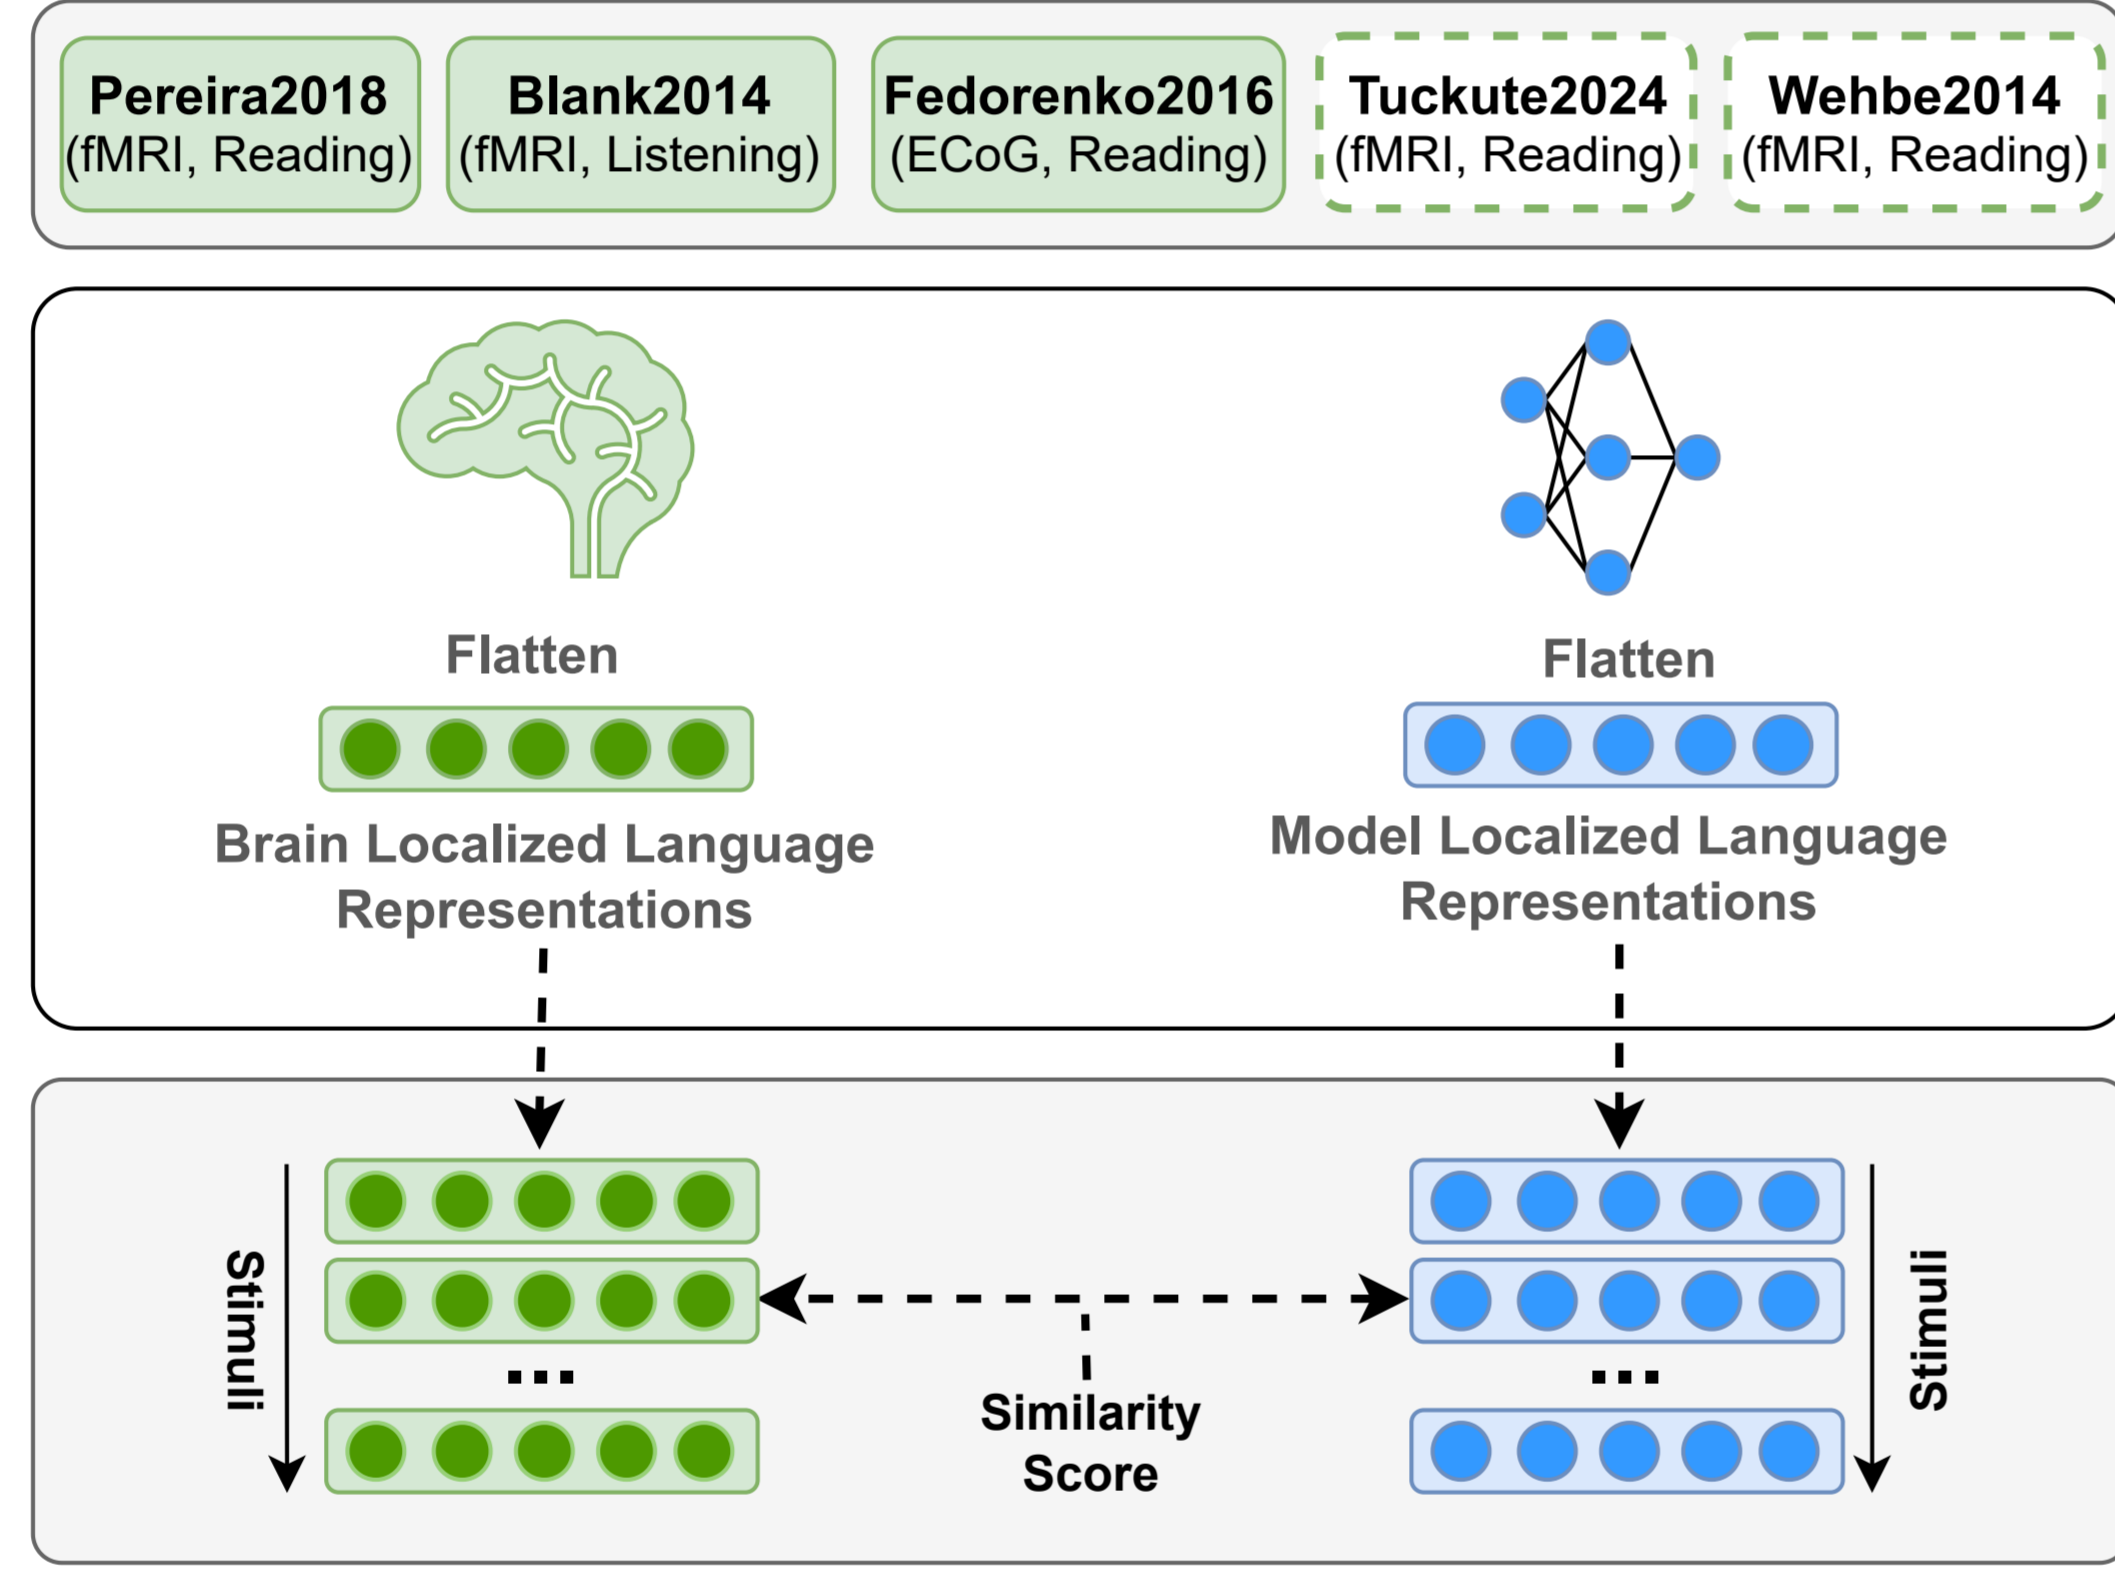 Pereira2018
(fMRI, Reading)
Blank2014
(fMRI, Listening)
Fedorenko2016
(ECoG, Reading)
Tuckute2024
(fMRI, Reading)
Wehbe2014
(fMRI, Reading)
Flatten
Brain Localized Language
Representations
Flatten
Model Localized Language
Representations
Stimuli
...
Similarity
Score
...
Stimuli